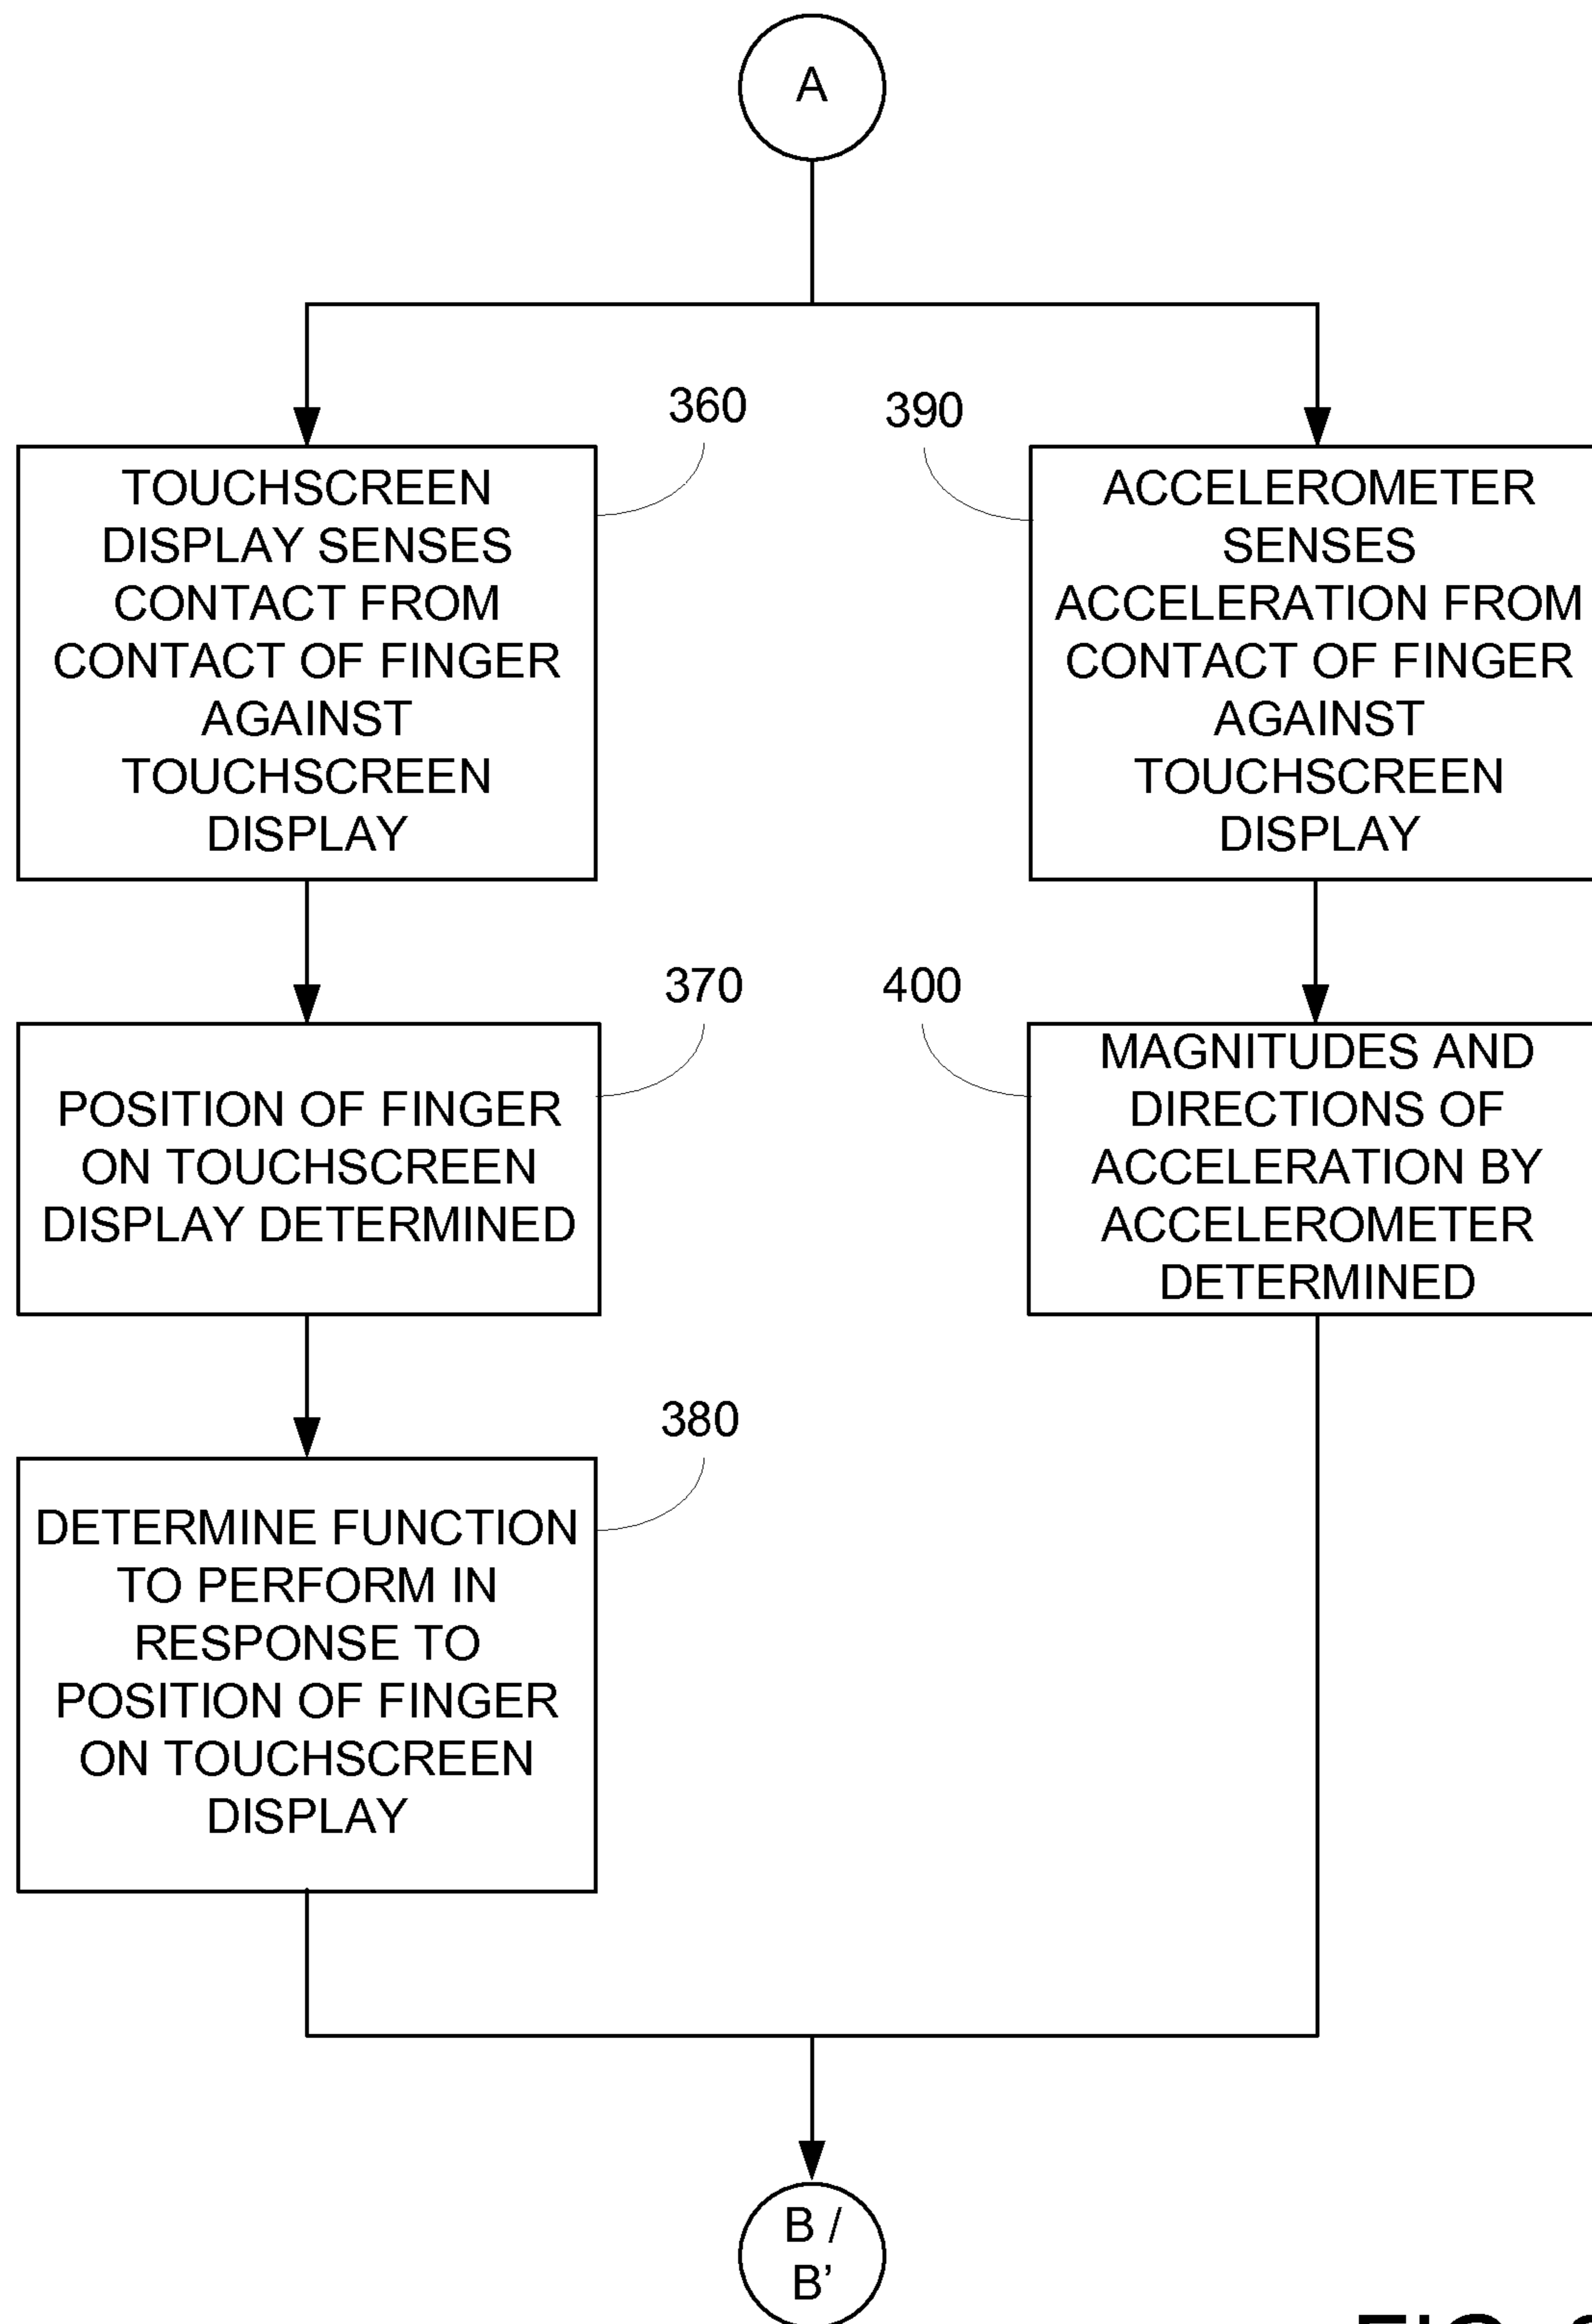 A
360
TOUCHSCREEN
DISPLAY SENSES
CONTACT FROM
CONTACT OF FINGER
AGAINST
TOUCHSCREEN
DISPLAY
390
ACCELEROMETER
SENSES
ACCELERATION FROM
CONTACT OF FINGER
AGAINST
TOUCHSCREEN
DISPLAY
370
POSITION OF FINGER
ON TOUCHSCREEN
DISPLAY DETERMINED
400
MAGNITUDES AND
DIRECTIONS OF
ACCELERATION BY
ACCELEROMETER
DETERMINED
380
DETERMINE FUNCTION
TO PERFORM IN
RESPONSE TO
POSITION OF FINGER
ON TOUCHSCREEN
DISPLAY
B /
B’